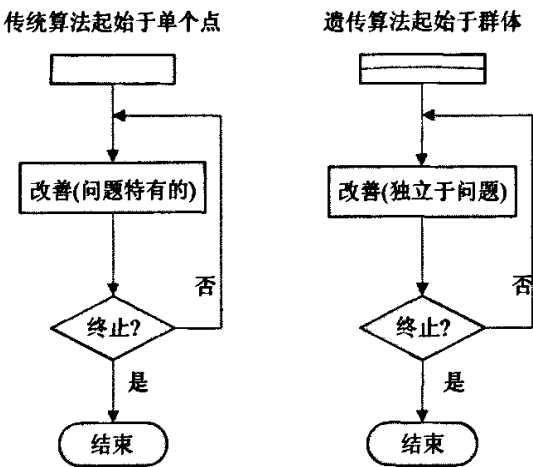 传统算法起始于单个点
改善(问题特有的)
否
终止?
是
结束
遗传算法起始于群体
改善(独立于问题)
否
终止?
是
结束